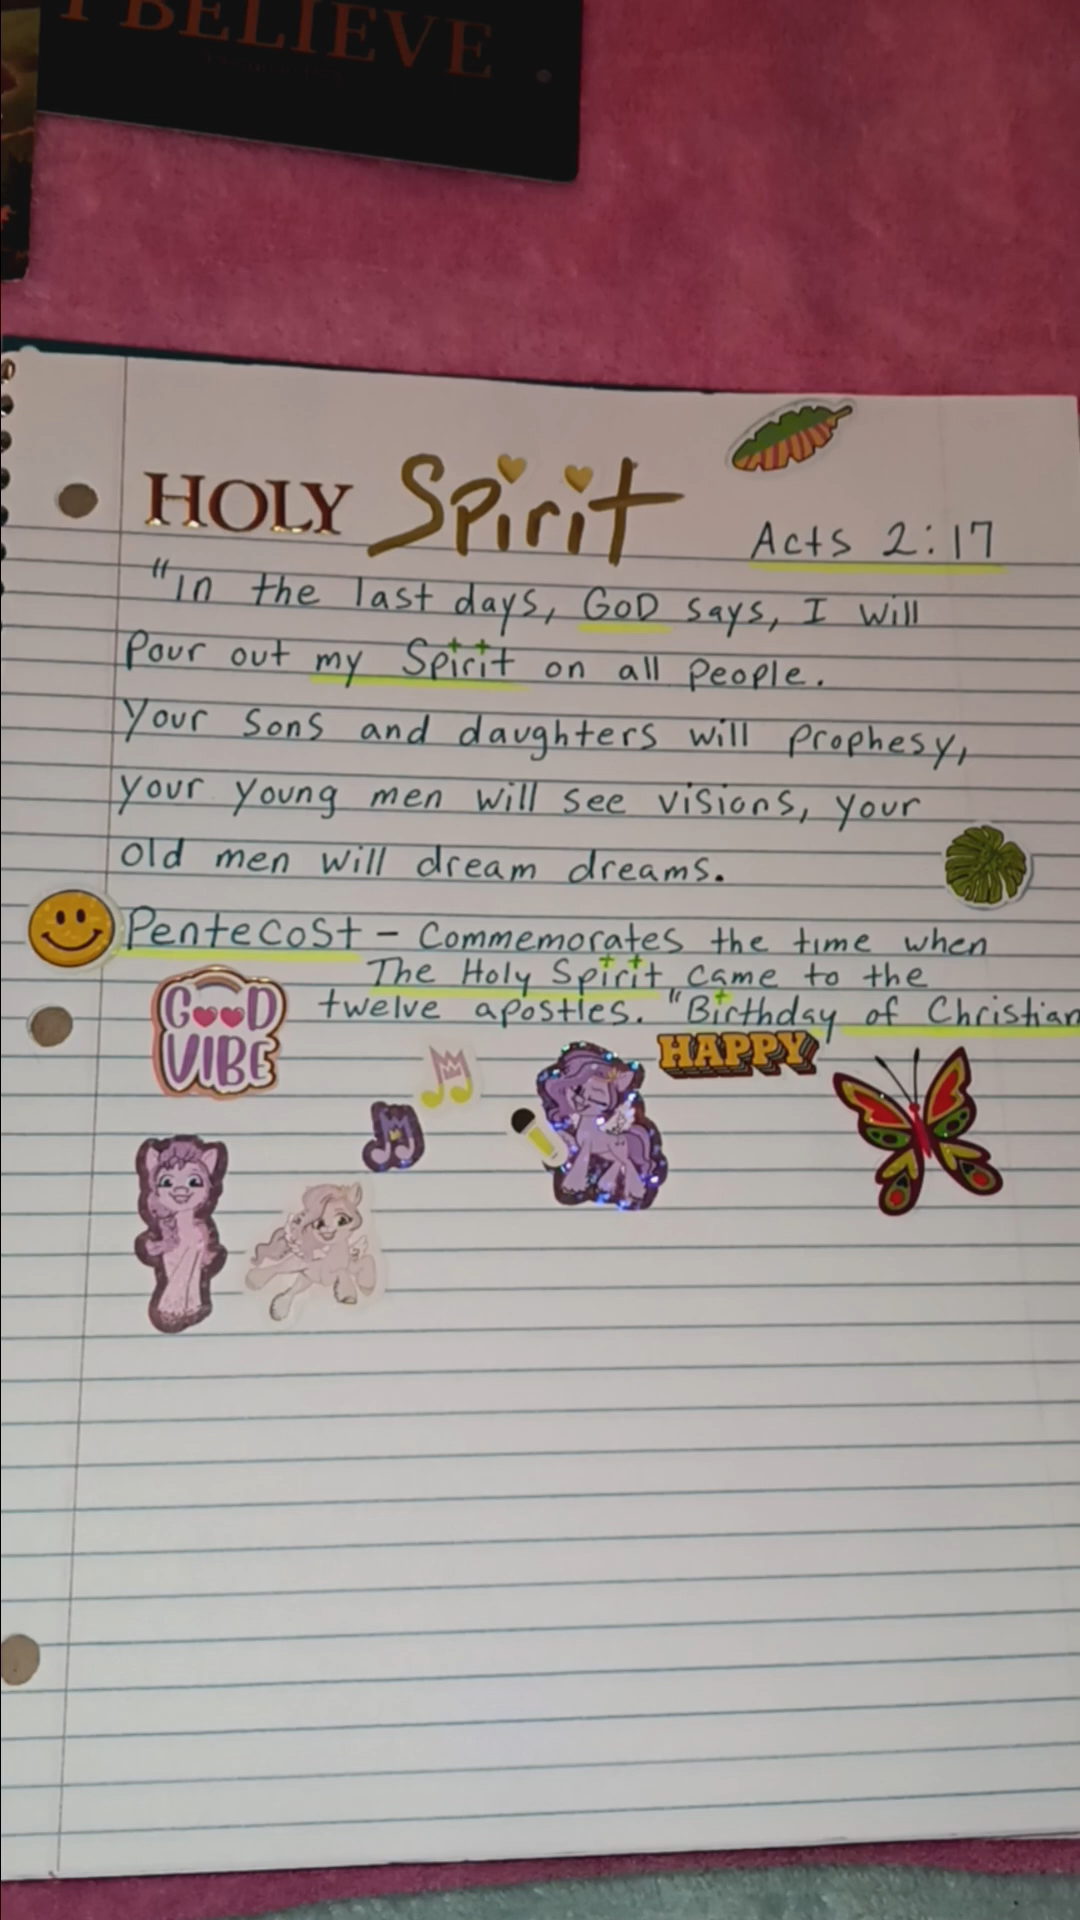 I BELIEVE
HOLY Spirit
Acts 2:17
"In the last days, GOD says, I will
Pour out my Spirit on all People.
Your sons and daughters will prophesy,
your young men will see visions, your
old men will dream dreams.
Pentecost - Commemorates the time when
The Holy Spirit came to the
twelve apostles. "Birthday of Christian
GOOD
VIBE
HAPPY